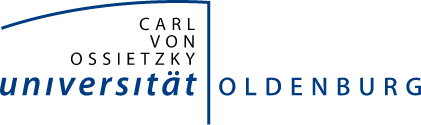 CARL
VON
OSSIETZKY
universität OLDENBURG